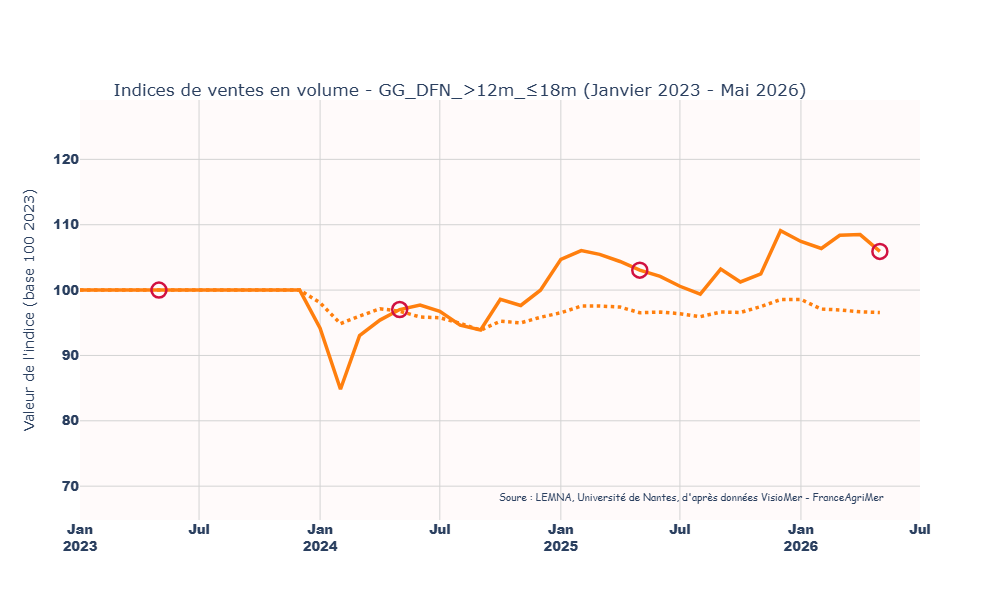 Indices de ventes en volume - GG_DFN_>12m_≤18m (Janvier 2023 - Mai 2026)
Valeur de l'indice (base 100 2023)
120
110
100
90
80
70
Soure : LEMNA, Université de Nantes, d'après données VisioMer - FranceAgriMer
Jan Jul Jan Jul Jan Jul Jan Jul
2023 2024 2025 2026